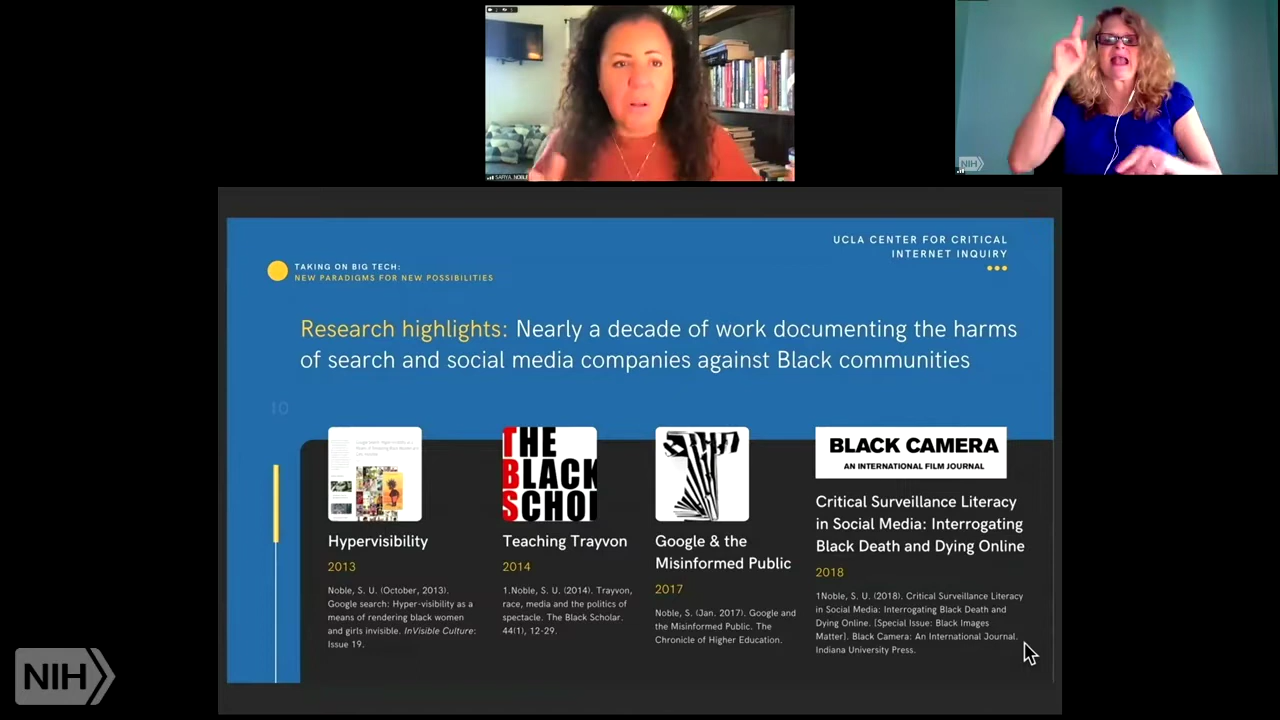 SAFIYA_NOBLE
NIH
TAKING ON BIG TECH:
NEW PARADIGMS FOR NEW POSSIBILITIES
UCLA CENTER FOR CRITICAL
INTERNET INQUIRY
Research highlights: Nearly a decade of work documenting the harms
of search and social media companies against Black communities
10
Hypervisibility
2013
Noble, S. U. (October, 2013).
Google search: Hyper-visibility as a
means of rendering black women
and girls invisible. InVisible Culture:
Issue 19.
THE
BLACK
SCHOL
TBS
Teaching Trayvon
2014
1.Noble, S. U. (2014). Trayvon,
race, media and the politics of
spectacle. The Black Scholar.
44(1), 12-29.
Google & the
Misinformed Public
2017
Noble, S. (Jan. 2017). Google and
the Misinformed Public. The
Chronicle of Higher Education.
BLACK CAMERA
AN INTERNATIONAL FILM JOURNAL
Critical Surveillance Literacy
in Social Media: Interrogating
Black Death and Dying Online
2018
1Noble, S. U. (2018). Critical Surveillance Literacy
in Social Media: Interrogating Black Death and
Dying Online. [Special Issue: Black Images
Matter]. Black Camera: An International Journal.
Indiana University Press.
NIH